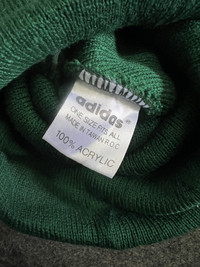 adidas
ONE SIZE FITS ALL
MADE IN TAIWAN R.O.C.
100% ACRYLIC